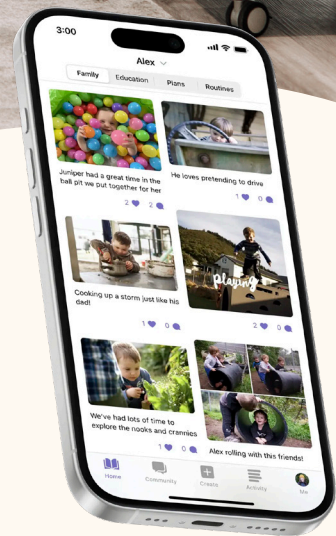 3:00
Alex
Family
Education
Plans
Routines
Juniper had a great time in the
ball pit we put together for her
2
2
He loves pretending to drive
1
0
Cooking up a storm just like his
dad!
1
0
playing
2
0
We've had lots of time to
explore the nooks and crannies
1
0
Alex rolling with this friends!
Home
Community
Create
Activity
Me